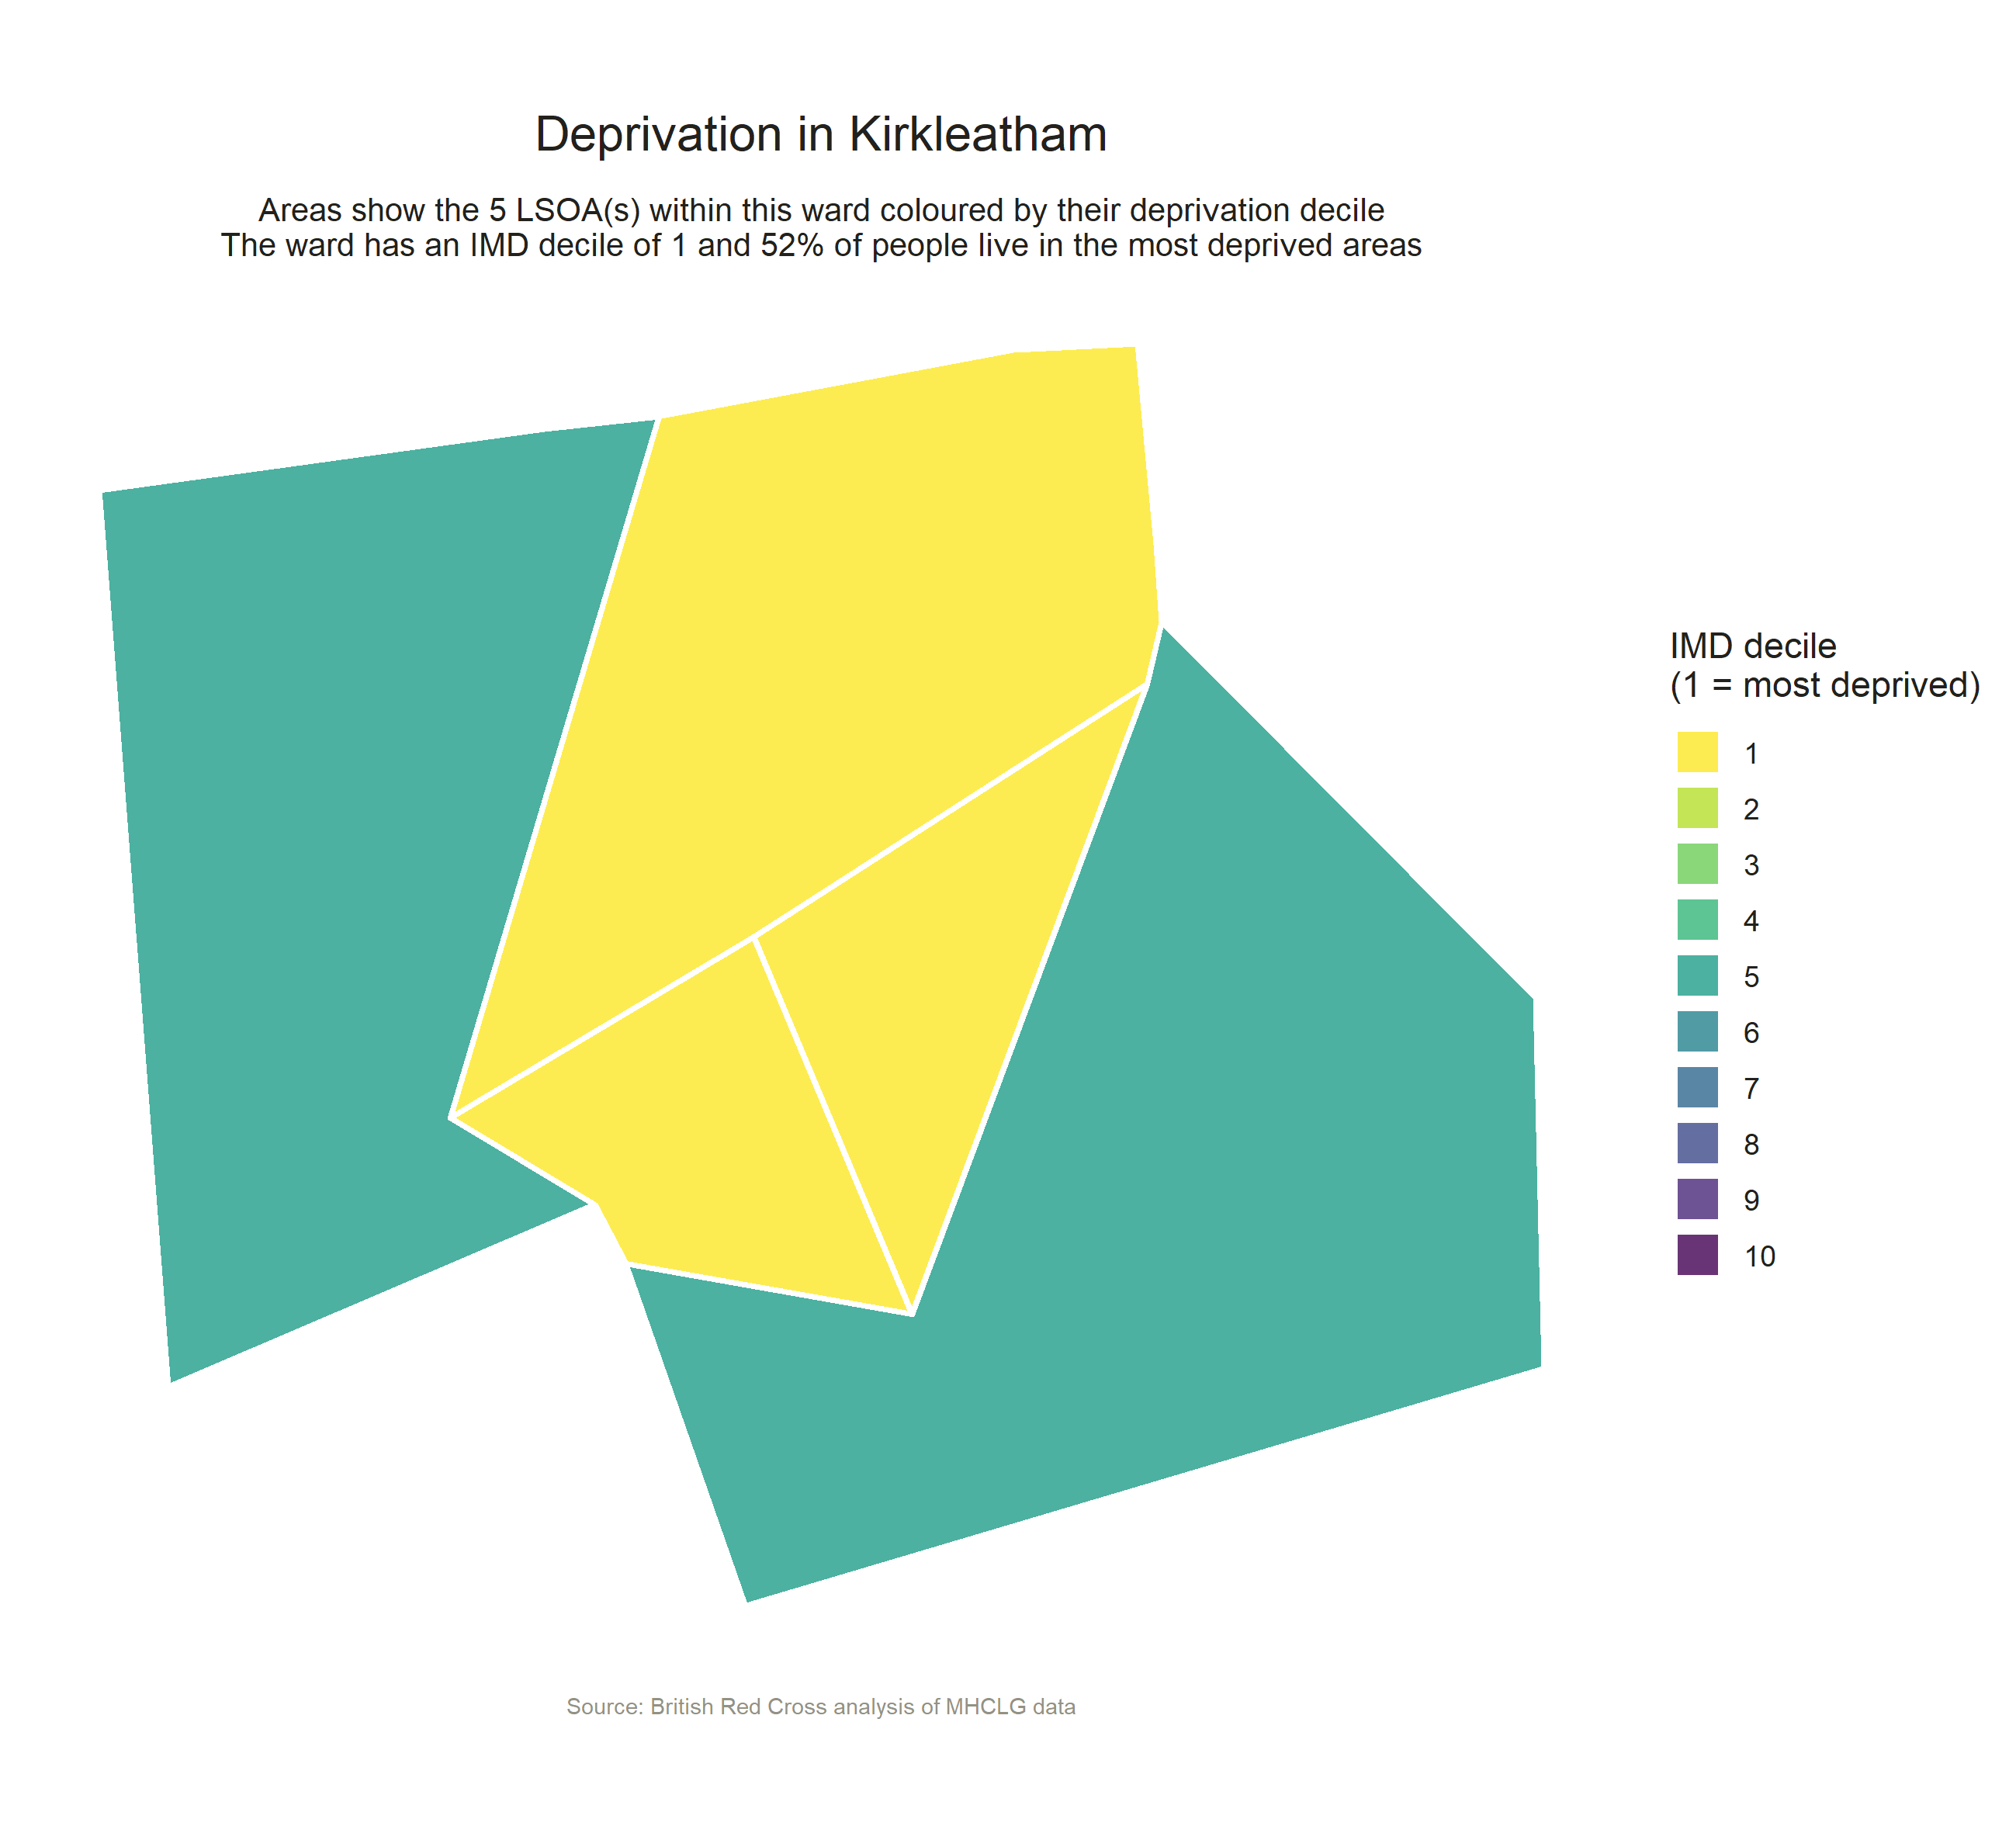 Deprivation in Kirkleatham
Areas show the 5 LSOA(s) within this ward coloured by their deprivation decile
The ward has an IMD decile of 1 and 52% of people live in the most deprived areas
IMD decile
(1 = most deprived)
1
2
3
4
5
6
7
8
9
10
Source: British Red Cross analysis of MHCLG data